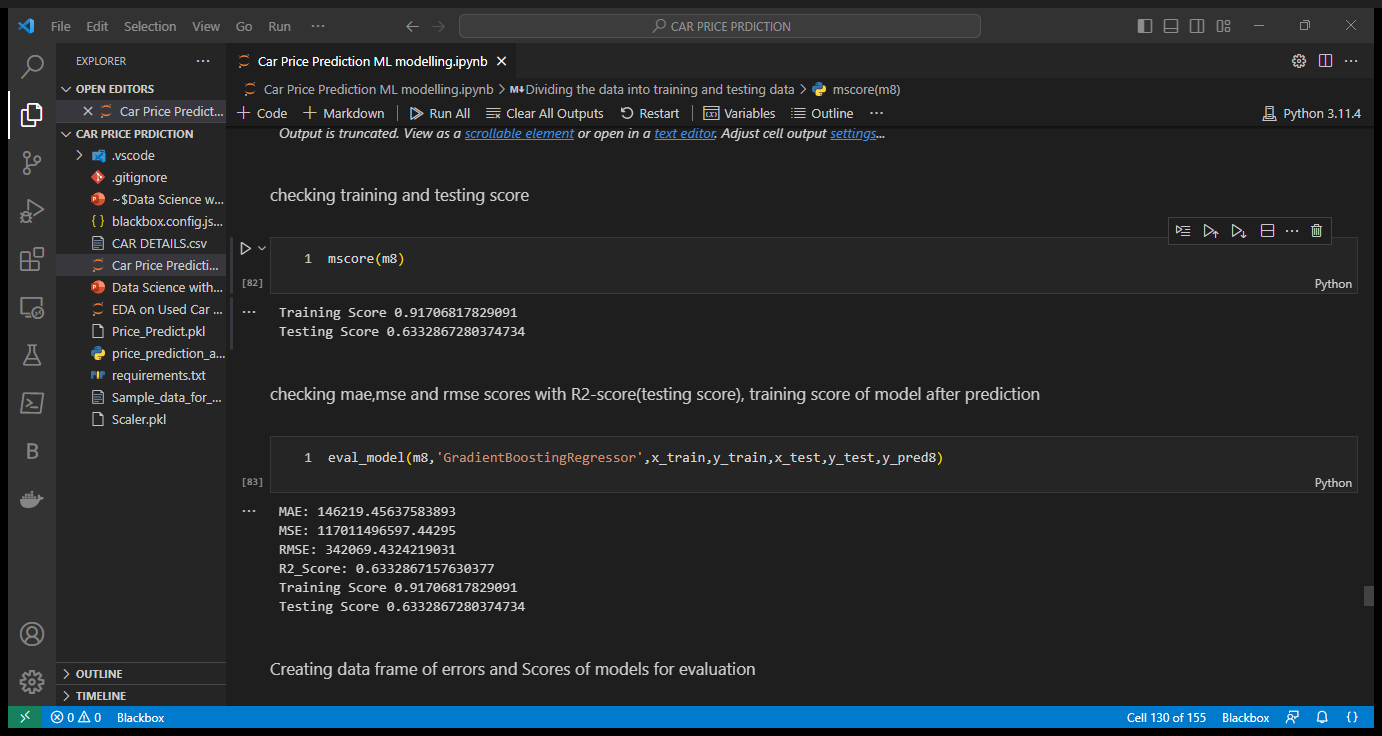 File Edit Selection View Go Run ··· CAR PRICE PRDICTION
EXPLORER ···
OPEN EDITORS
Car Price Predict...
CAR PRICE PRDICTION
.vscode
.gitignore
~$Data Science w...
{ } blackbox.config.js...
CAR DETAILS.csv
Car Price Predicti...
Data Science with...
EDA on Used Car ...
Price_Predict.pkl
price_prediction_a...
requirements.txt
Sample_data_for_...
Scaler.pkl
OUTLINE
TIMELINE
Car Price Prediction ML modelling.ipynb
Car Price Prediction ML modelling.ipynb > M↓Dividing the data into training and testing data > mscore(m8)
+ Code + Markdown Run All Clear All Outputs Restart Variables Outline ··· Python 3.11.4
Output is truncated. View as a scrollable element or open in a text editor. Adjust cell output settings...
checking training and testing score
1 mscore(m8)
[82] Python
Training Score 0.91706817829091
Testing Score 0.6332867280374734
checking mae,mse and rmse scores with R2-score(testing score), training score of model after prediction
1 eval_model(m8,'GradientBoostingRegressor',x_train,y_train,x_test,y_test,y_pred8)
[83] Python
MAE: 146219.45637583893
MSE: 117011496597.44295
RMSE: 342069.4324219031
R2_Score: 0.6332867157630377
Training Score 0.91706817829091
Testing Score 0.6332867280374734
Creating data frame of errors and Scores of models for evaluation
0 0 Blackbox Cell 130 of 155 Blackbox { }